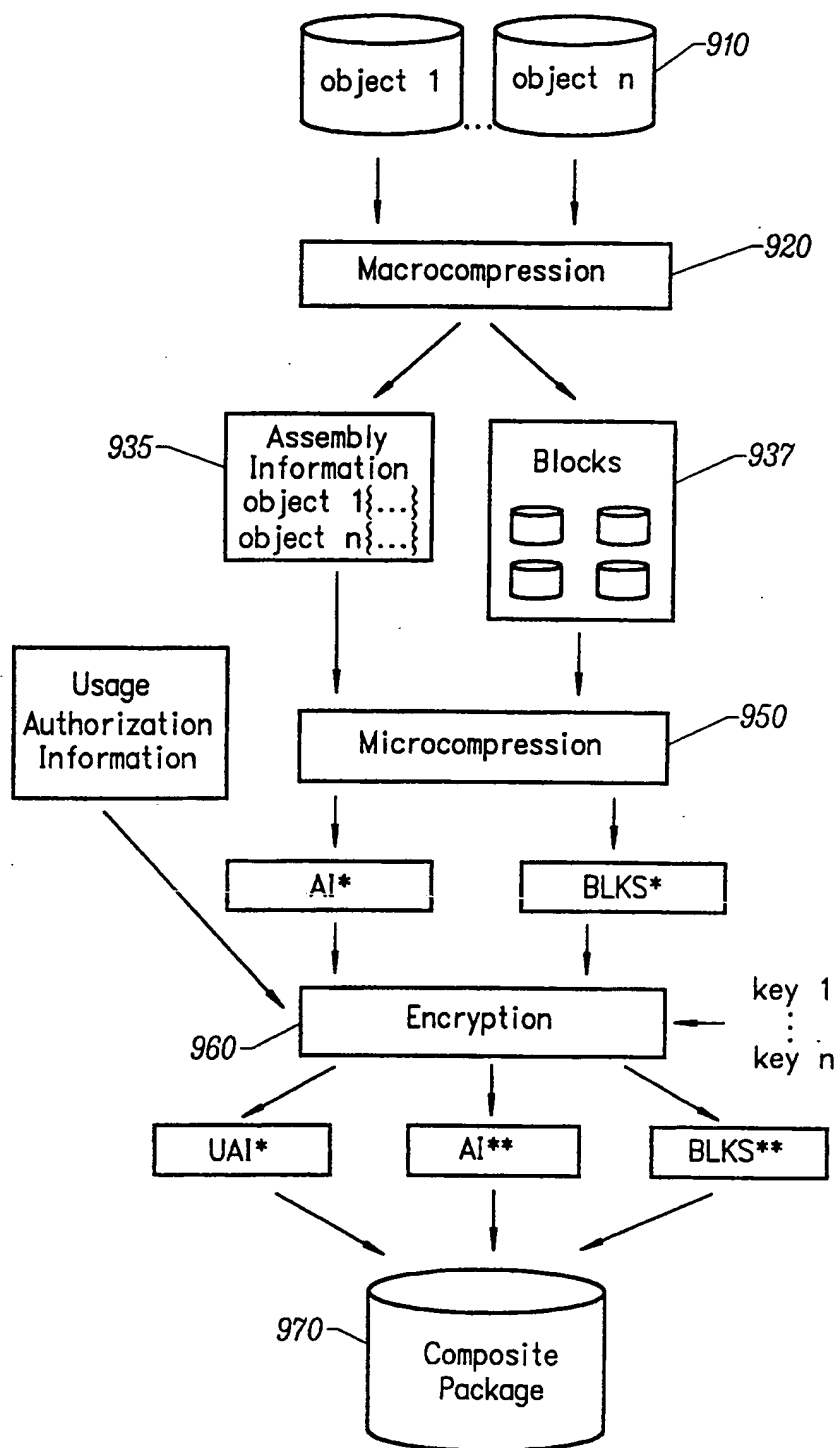 object 1
object n
910
...
Macrocompression
920
935
Assembly
Information
object 1{...}
object n{...}
Blocks
937
Usage
Authorization
Information
Microcompression
950
AI*
BLKS*
Encryption
960
key 1
key n
UAI*
AI**
BLKS**
970
Composite
Package